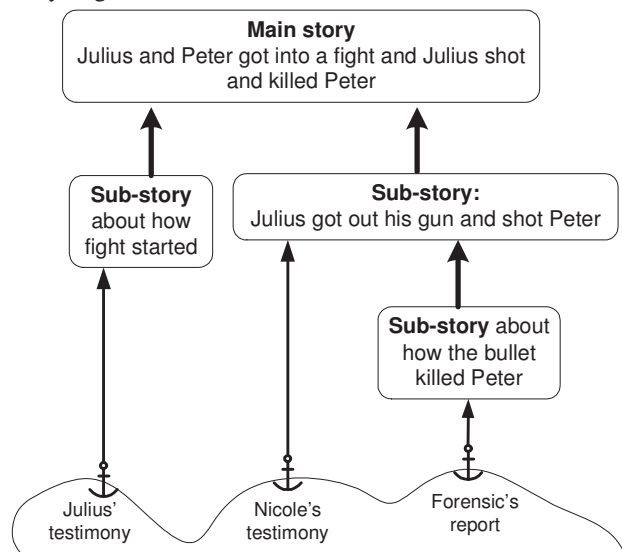 Main story
Julius and Peter got into a fight and Julius shot
and killed Peter
Sub-story
about how
fight started
Sub-story:
Julius got out his gun and shot Peter
Sub-story about
how the bullet
killed Peter
Julius'
testimony
Nicole's
testimony
Forensic's
report